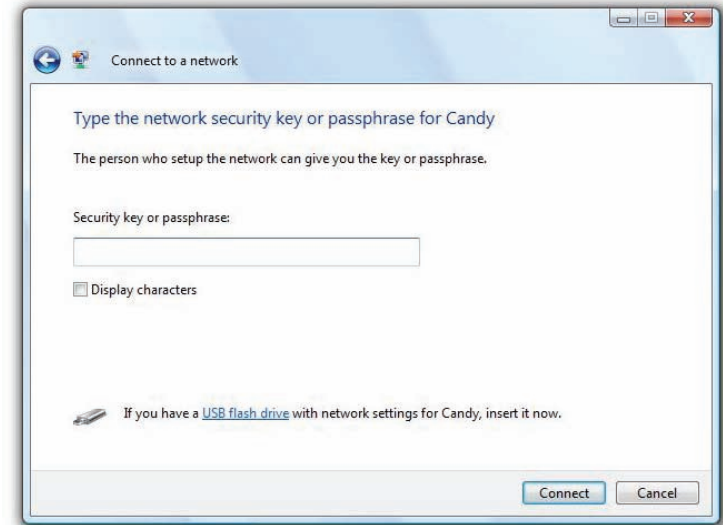 Connect to a network
Type the network security key or passphrase for Candy
The person who setup the network can give you the key or passphrase.
Security key or passphrase:
Display characters
If you have a USB flash drive with network settings for Candy, insert it now.
Connect Cancel